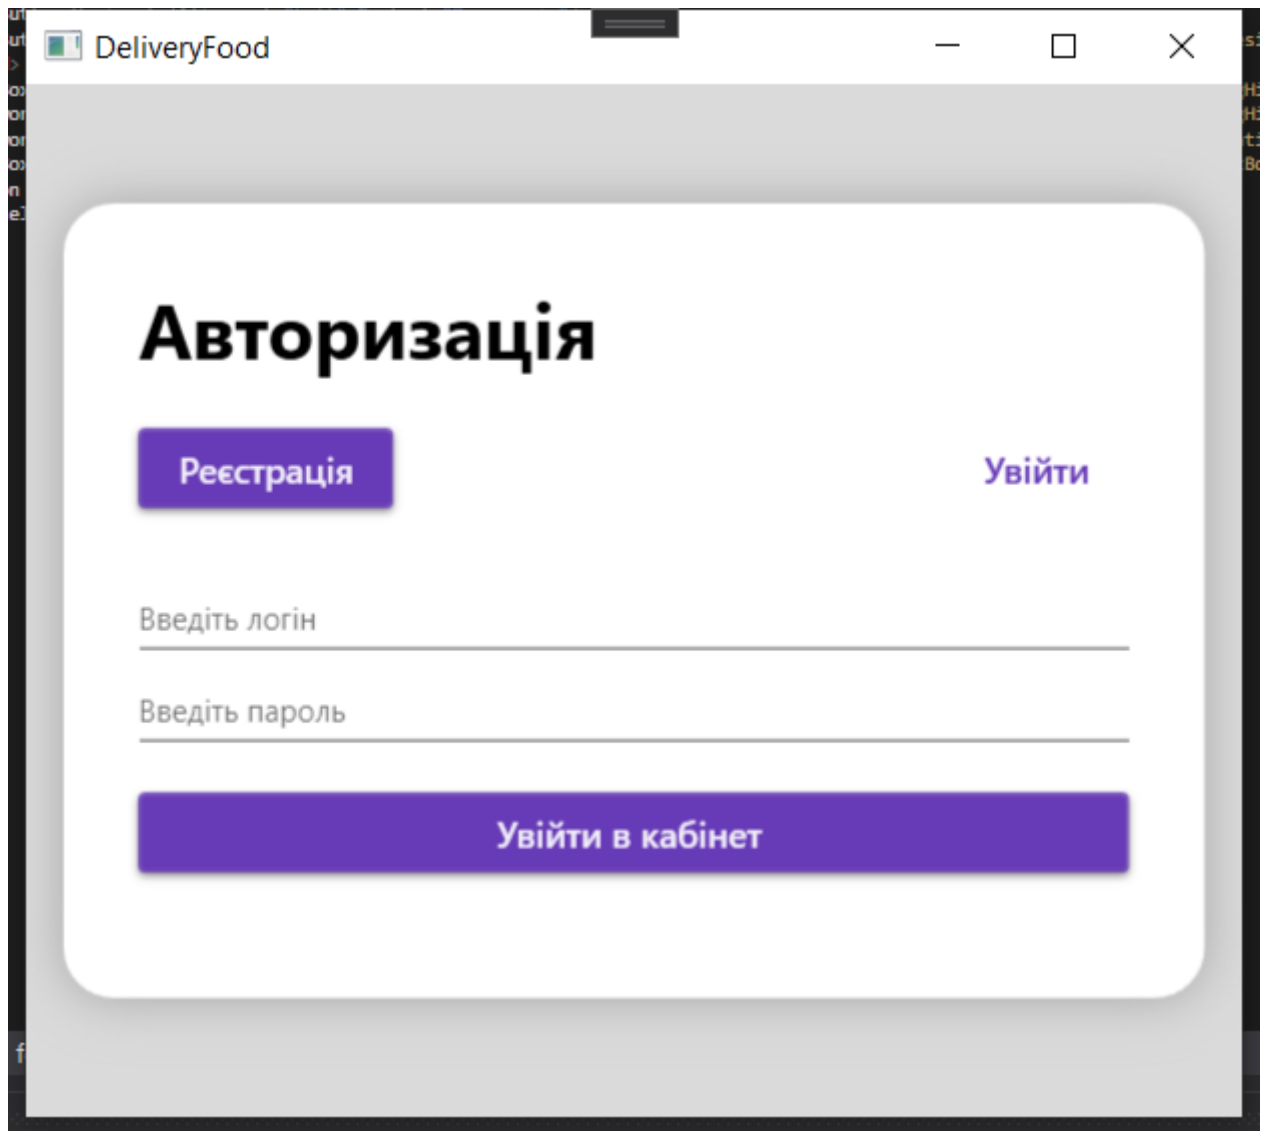 DeliveryFood
Авторизація
Реєстрація
Увійти
Введіть логін
Введіть пароль
Увійти в кабінет